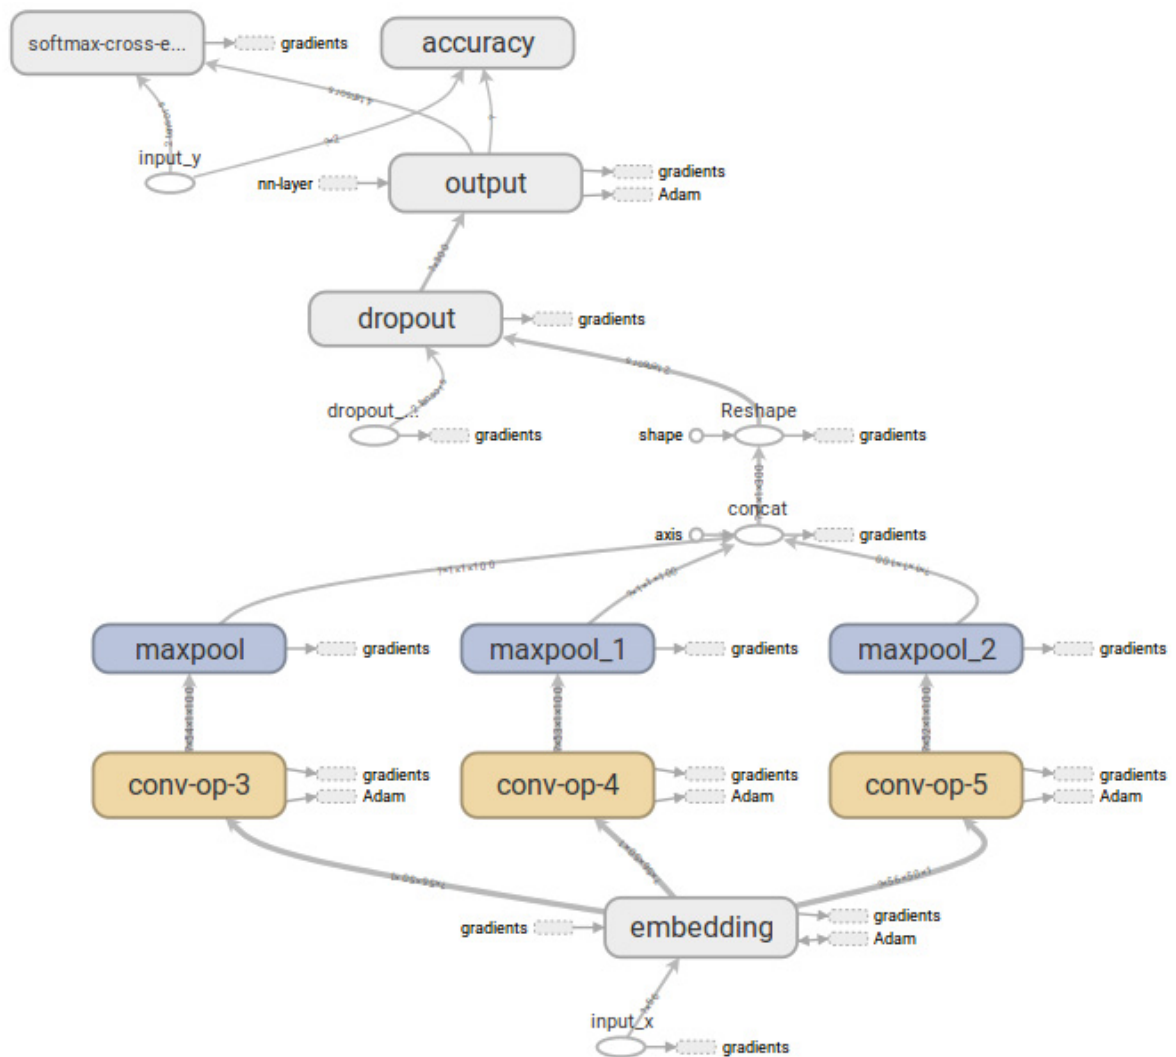 softmax-cross-e...
gradients
accuracy
input_y
nn-layer
output
gradients
Adam
dropout
gradients
dropout_...
gradients
shape
Reshape
gradients
concat
axis
gradients
maxpool
gradients
maxpool_1
gradients
maxpool_2
gradients
conv-op-3
gradients
Adam
conv-op-4
gradients
Adam
conv-op-5
gradients
Adam
gradients
embedding
gradients
Adam
input_x
gradients